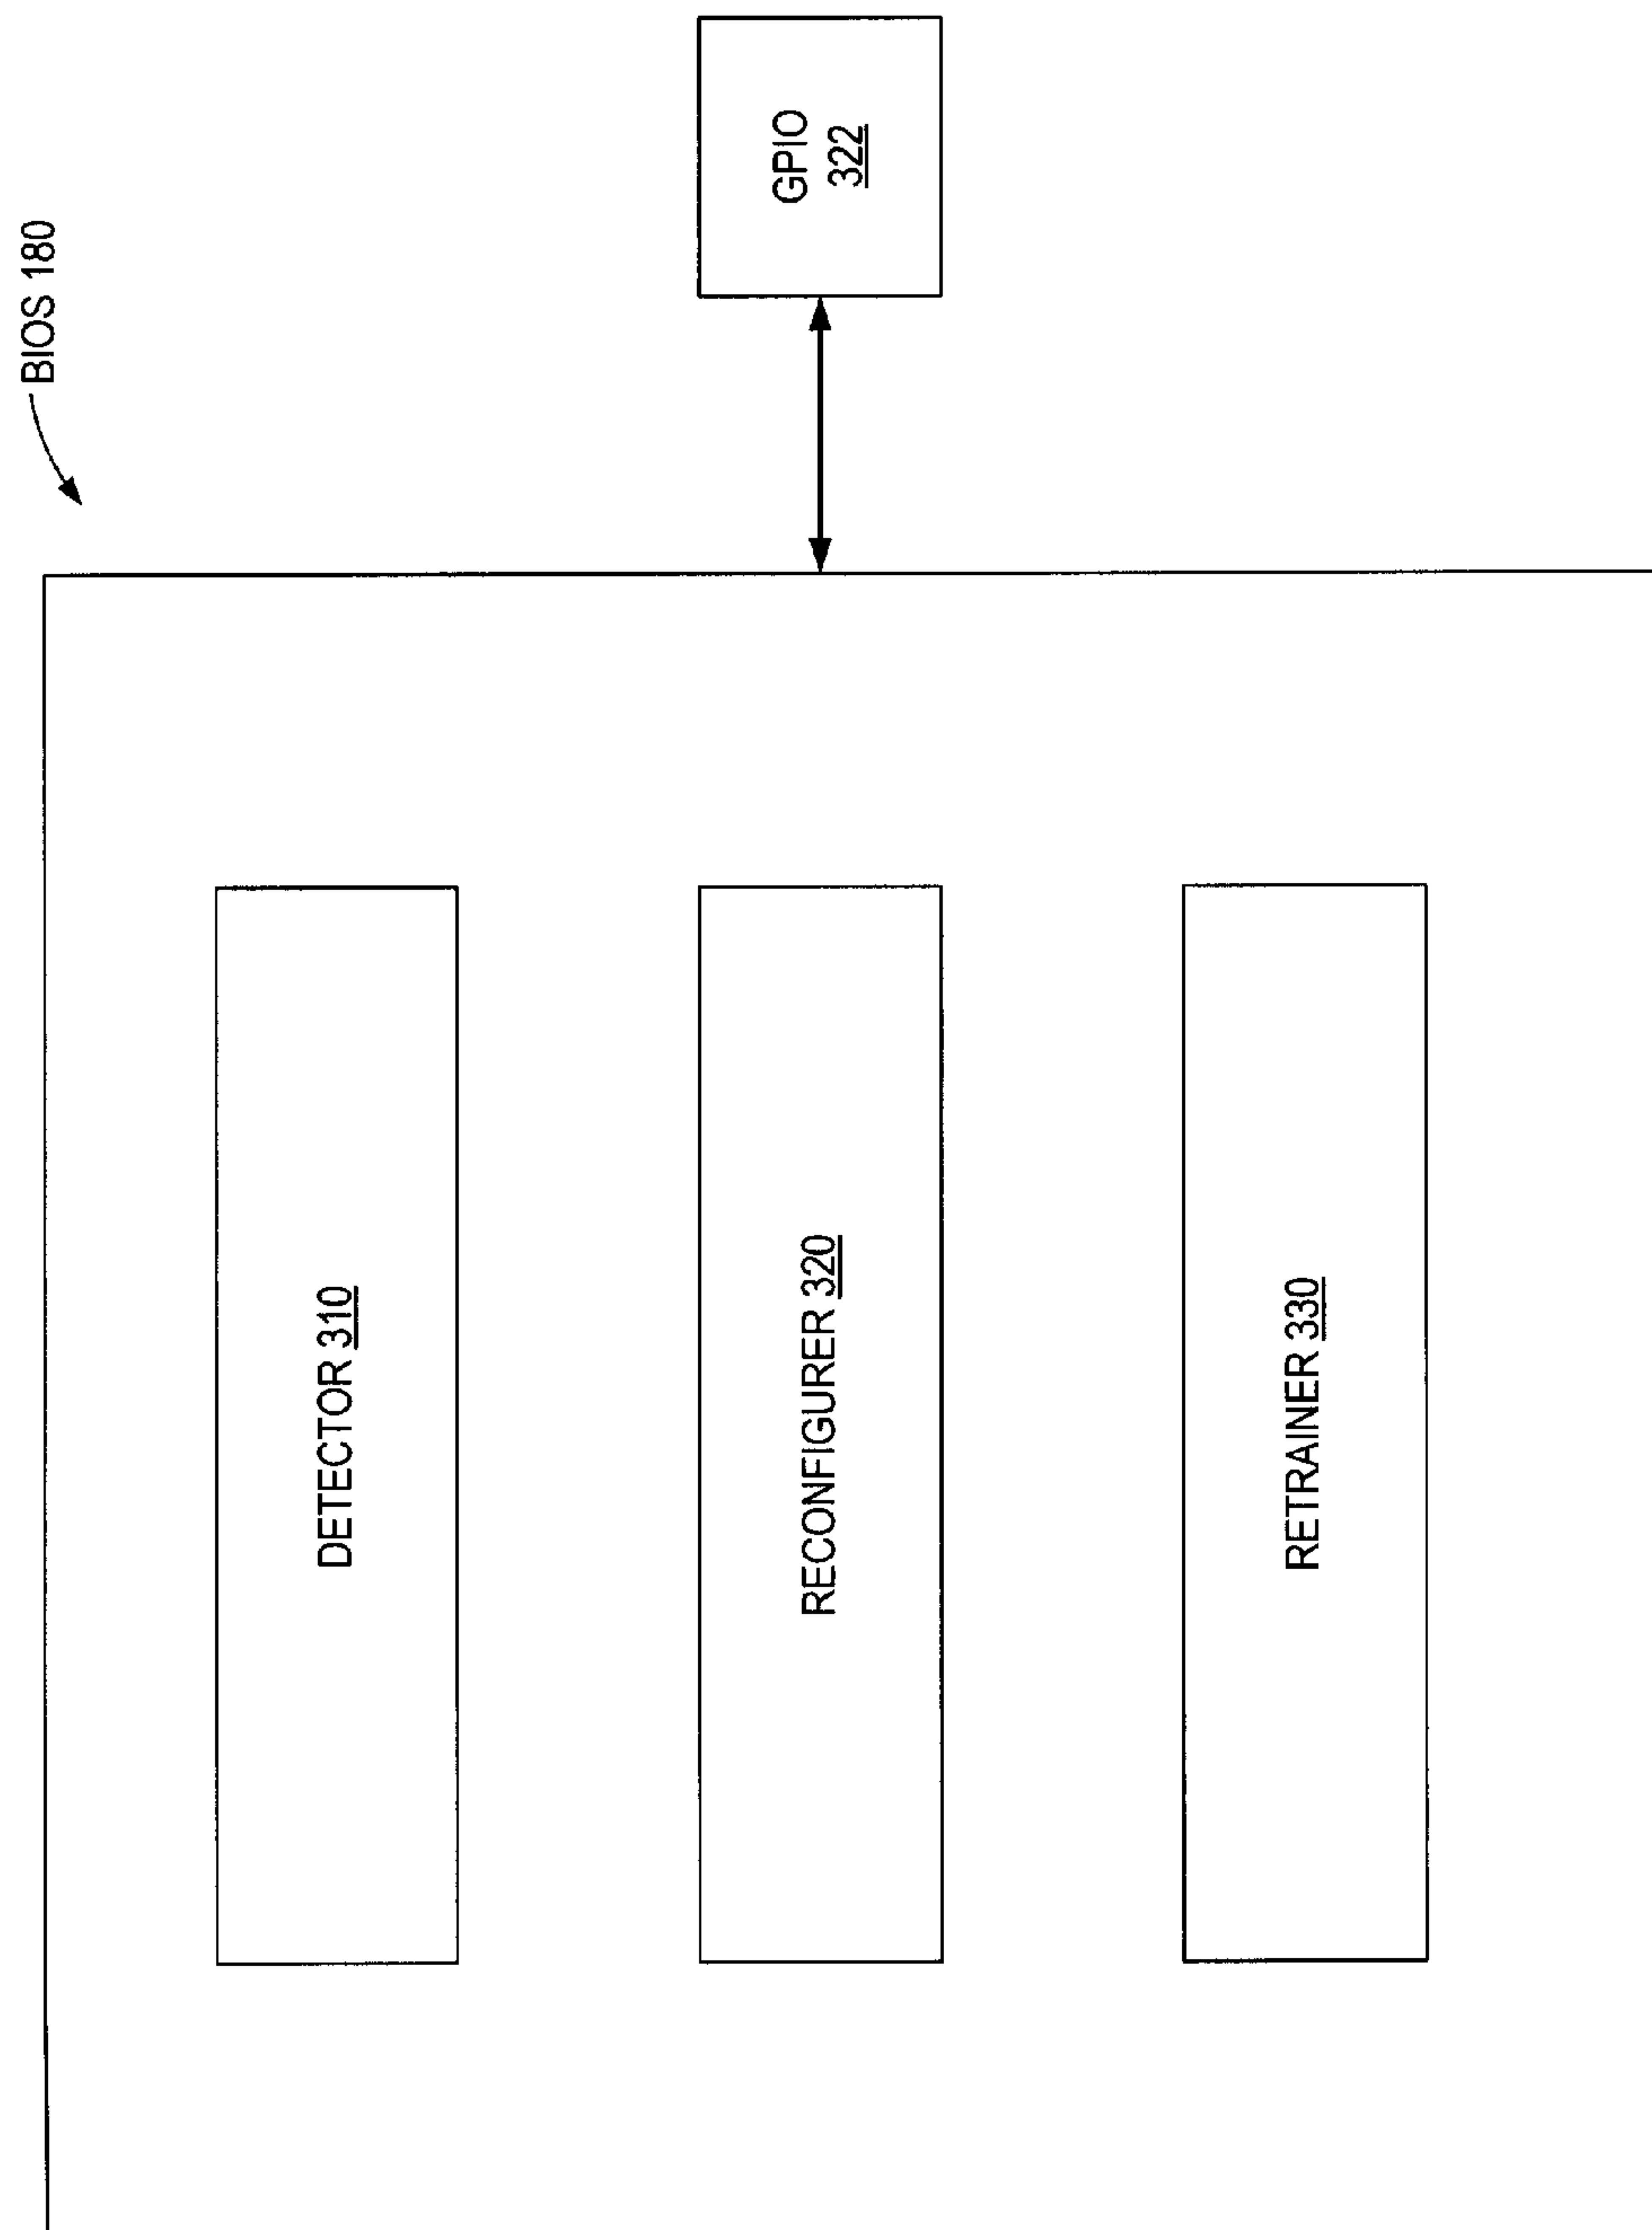 BIOS 180
DETECTOR 310
RECONFIGURER 320
GPIO
322
RETRAINER 330